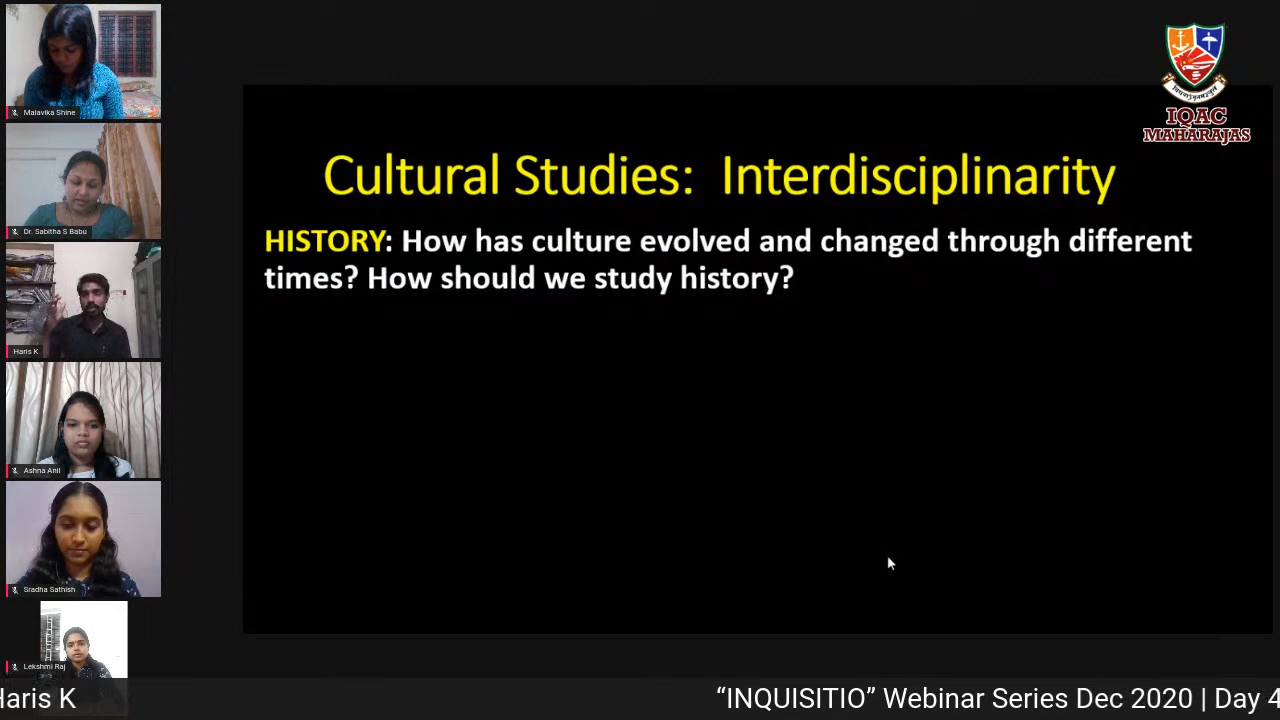 Malavika Shine
Dr. Sabitha S Babu
Haris K
Ashna Anil
Sradha Sathish
Lekshmi Raj
IQAC
MAHARAJAS
Cultural Studies: Interdisciplinarity
HISTORY: How has culture evolved and changed through different
times? How should we study history?
Haris K
“INQUISITIO” Webinar Series Dec 2020 | Day 4